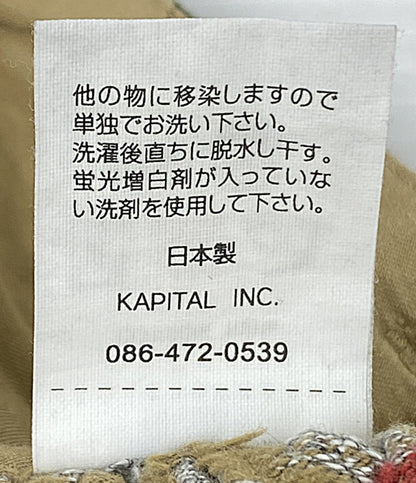 他の物に移染しますので
単独でお洗い下さい。
洗濯後直ちに脱水し干す。
蛍光増白剤が入っていな
い洗剤を使用して下さい。
日本製
KAPITAL INC.
086-472-0539